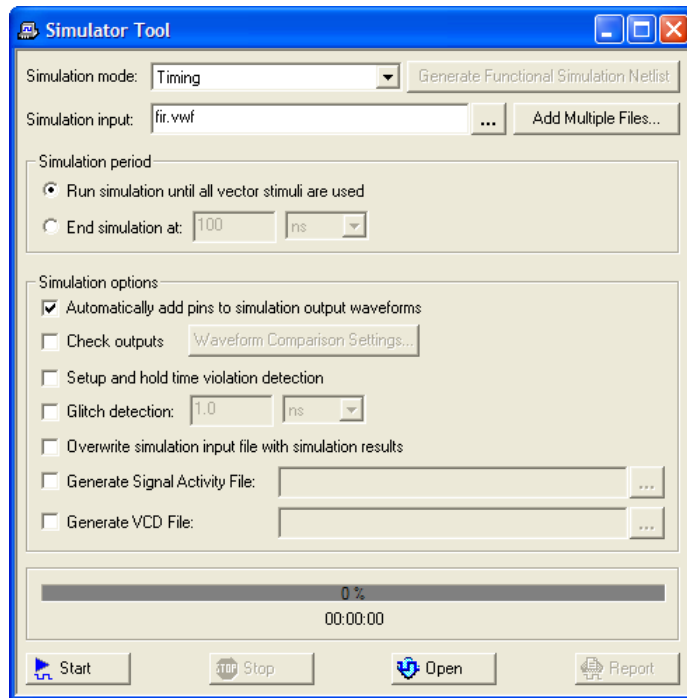 Simulator Tool
Simulation mode: Timing Generate Functional Simulation Netlist
Simulation input: fir.vwf ... Add Multiple Files...
Simulation period
Run simulation until all vector stimuli are used
End simulation at: 100 ns
Simulation options
Automatically add pins to simulation output waveforms
Check outputs Waveform Comparison Settings...
Setup and hold time violation detection
Glitch detection: 1.0 ns
Overwrite simulation input file with simulation results
Generate Signal Activity File: ...
Generate VCD File: ...
0 %
00:00:00
Start STOP Stop Open Report